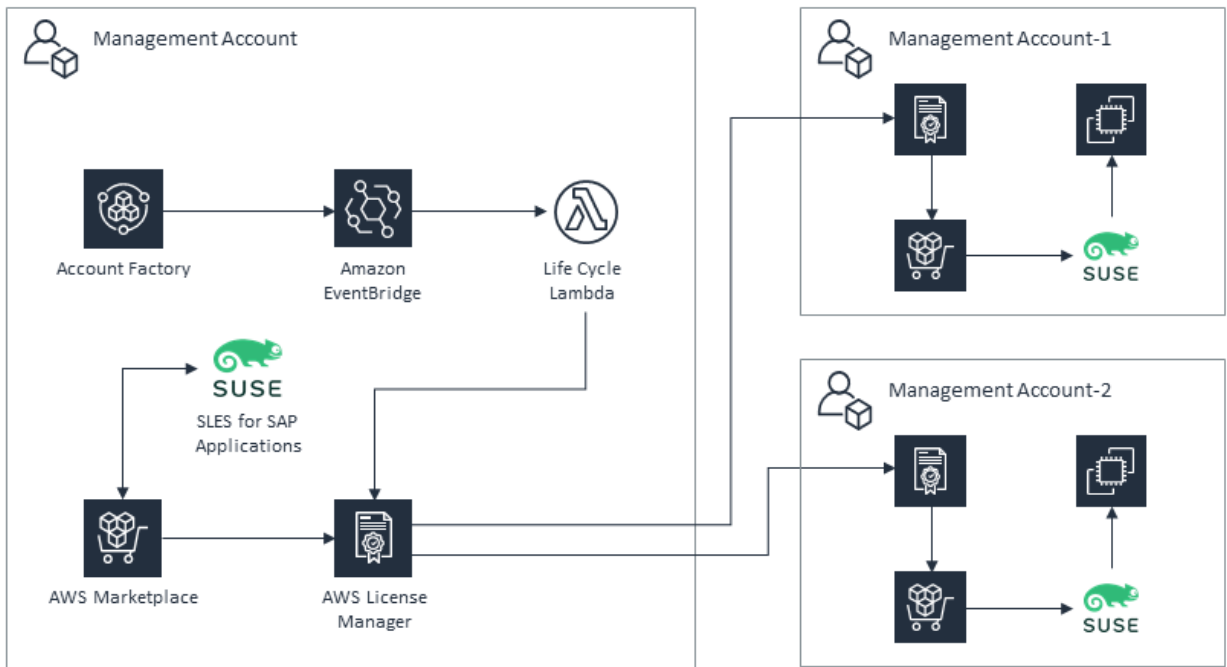 Management Account
Account Factory
Amazon
EventBridge
Life Cycle
Lambda
SUSE
SLES for SAP
Applications
AWS Marketplace
AWS License
Manager
Management Account-1
SUSE
Management Account-2
SUSE